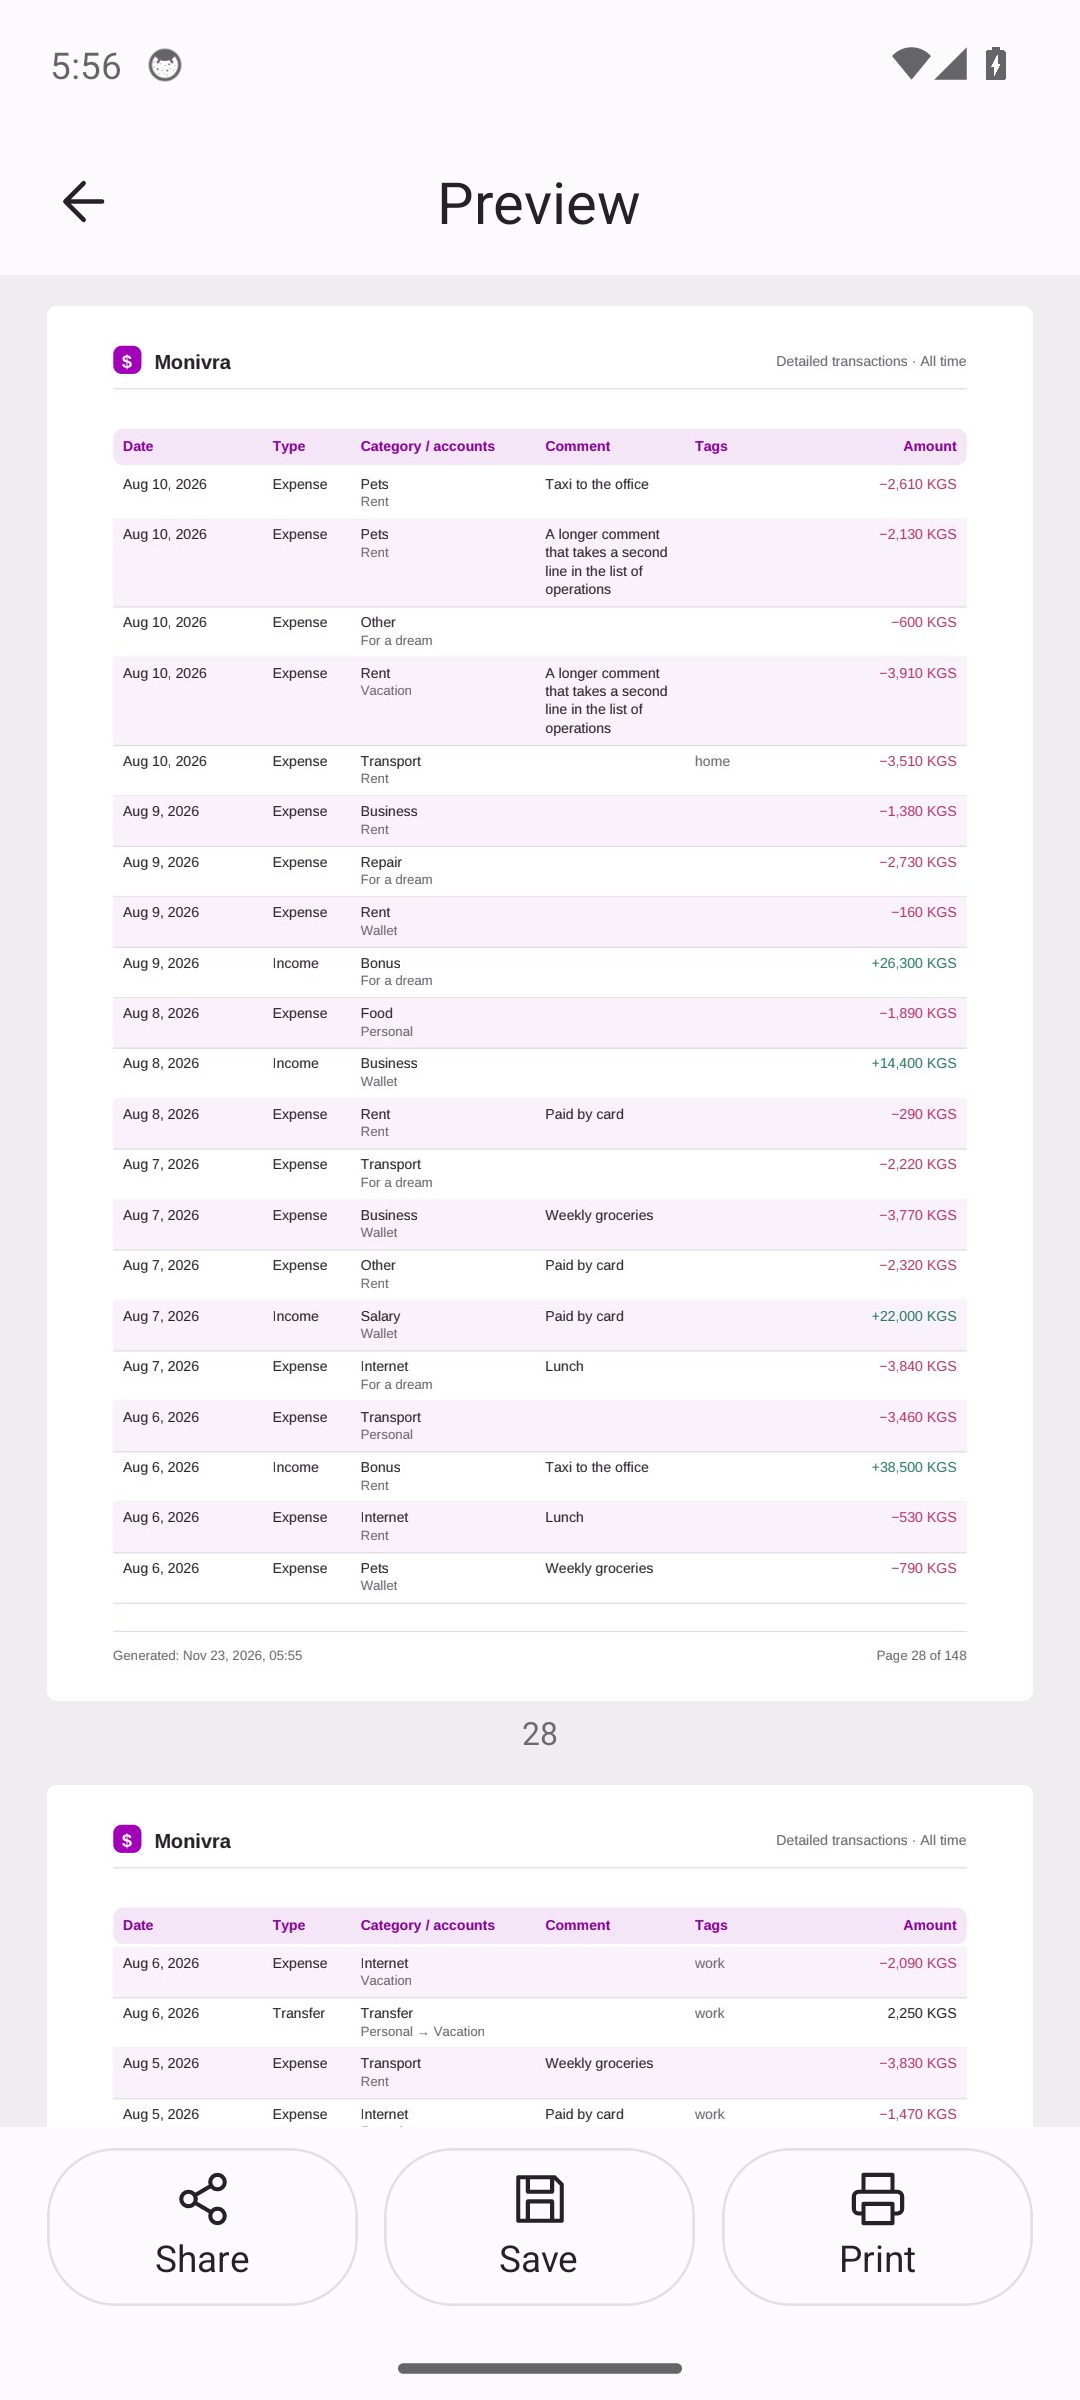 5:56
Preview
$ Monivra Detailed transactions · All time
Date Type Category / accounts Comment Tags Amount
Aug 10, 2026 Expense Pets Taxi to the office −2,610 KGS
Rent
Aug 10, 2026 Expense Pets A longer comment −2,130 KGS
Rent that takes a second
line in the list of
operations
Aug 10, 2026 Expense Other −600 KGS
For a dream
Aug 10, 2026 Expense Rent A longer comment −3,910 KGS
Vacation that takes a second
line in the list of
operations
Aug 10, 2026 Expense Transport home −3,510 KGS
Rent
Aug 9, 2026 Expense Business −1,380 KGS
Rent
Aug 9, 2026 Expense Repair −2,730 KGS
For a dream
Aug 9, 2026 Expense Rent −160 KGS
Wallet
Aug 9, 2026 Income Bonus +26,300 KGS
For a dream
Aug 8, 2026 Expense Food −1,890 KGS
Personal
Aug 8, 2026 Income Business +14,400 KGS
Wallet
Aug 8, 2026 Expense Rent Paid by card −290 KGS
Rent
Aug 7, 2026 Expense Transport −2,220 KGS
For a dream
Aug 7, 2026 Expense Business Weekly groceries −3,770 KGS
Wallet
Aug 7, 2026 Expense Other Paid by card −2,320 KGS
Rent
Aug 7, 2026 Income Salary Paid by card +22,000 KGS
Wallet
Aug 7, 2026 Expense Internet Lunch −3,840 KGS
For a dream
Aug 6, 2026 Expense Transport −3,460 KGS
Personal
Aug 6, 2026 Income Bonus Taxi to the office +38,500 KGS
Rent
Aug 6, 2026 Expense Internet Lunch −530 KGS
Rent
Aug 6, 2026 Expense Pets Weekly groceries −790 KGS
Wallet
Generated: Nov 23, 2026, 05:55 Page 28 of 148
28
$ Monivra Detailed transactions · All time
Date Type Category / accounts Comment Tags Amount
Aug 6, 2026 Expense Internet work −2,090 KGS
Vacation
Aug 6, 2026 Transfer Transfer work 2,250 KGS
Personal → Vacation
Aug 5, 2026 Expense Transport Weekly groceries −3,830 KGS
Rent
Aug 5, 2026 Expense Internet Paid by card work −1,470 KGS
Share Save Print